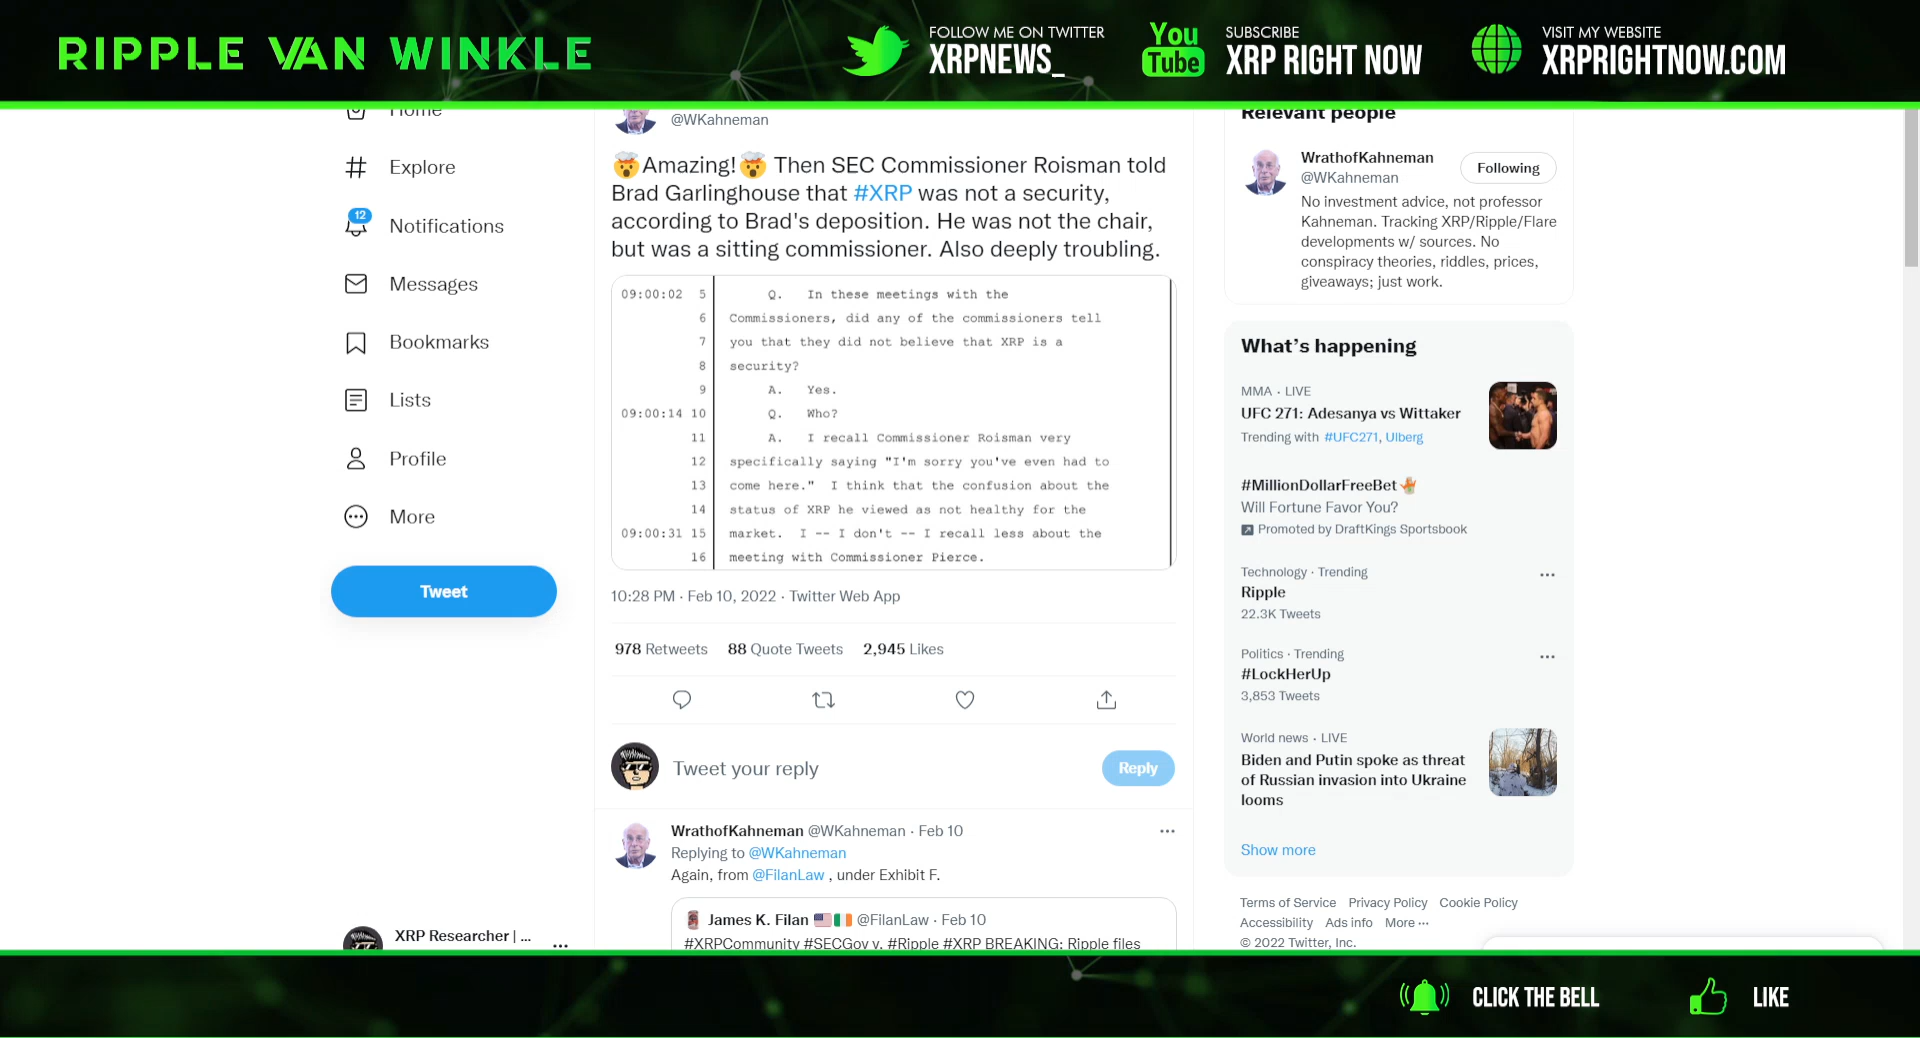 RIPPLE VAN WINKLE
FOLLOW ME ON TWITTER
XRPNEWS_
You
Tube
SUBSCRIBE
XRP RIGHT NOW
VISIT MY WEBSITE
XRPRIGHTNOW.COM
Home
Explore
12
Notifications
Messages
Bookmarks
Lists
Profile
More
Tweet
XRP Researcher | ...
@WKahneman
🤯Amazing!🤯 Then SEC Commissioner Roisman told
Brad Garlinghouse that #XRP was not a security,
according to Brad's deposition. He was not the chair,
but was a sitting commissioner. Also deeply troubling.
09:00:02 5 Q. In these meetings with the
6 Commissioners, did any of the commissioners tell
7 you that they did not believe that XRP is a
8 security?
9 A. Yes.
09:00:14 10 Q. Who?
11 A. I recall Commissioner Roisman very
12 specifically saying "I'm sorry you've even had to
13 come here." I think that the confusion about the
14 status of XRP he viewed as not healthy for the
09:00:31 15 market. I -- I don't -- I recall less about the
16 meeting with Commissioner Pierce.
10:28 PM · Feb 10, 2022 · Twitter Web App
978 Retweets 88 Quote Tweets 2,945 Likes
Tweet your reply
Reply
WrathofKahneman @WKahneman · Feb 10
Replying to @WKahneman
Again, from @FilanLaw , under Exhibit F.
James K. Filan 🇺🇸🇮🇪 @FilanLaw · Feb 10
#XRPCommunity #SECGov v. #Ripple #XRP BREAKING: Ripple files
Relevant people
WrathofKahneman
@WKahneman
Following
No investment advice, not professor
Kahneman. Tracking XRP/Ripple/Flare
developments w/ sources. No
conspiracy theories, riddles, prices,
giveaways; just work.
What's happening
MMA · LIVE
UFC 271: Adesanya vs Wittaker
Trending with #UFC271, Ulberg
#MillionDollarFreeBet
Will Fortune Favor You?
Promoted by DraftKings Sportsbook
Technology · Trending
Ripple
22.3K Tweets
Politics · Trending
#LockHerUp
3,853 Tweets
World news · LIVE
Biden and Putin spoke as threat
of Russian invasion into Ukraine
looms
Show more
Terms of Service Privacy Policy Cookie Policy
Accessibility Ads info More ···
© 2022 Twitter, Inc.
CLICK THE BELL
LIKE